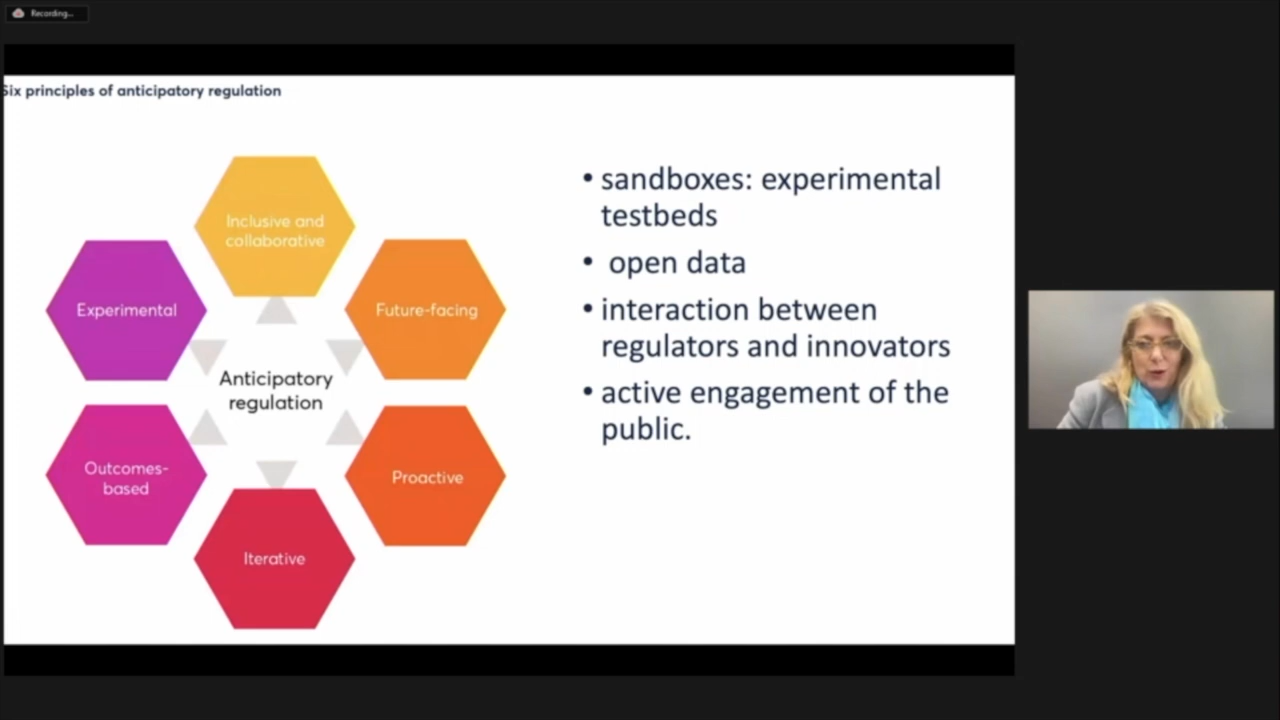 Recording...
Six principles of anticipatory regulation
Inclusive and
collaborative
Experimental
Future-facing
Anticipatory
regulation
Outcomes-
based
Proactive
Iterative
• sandboxes: experimental
testbeds
• open data
• interaction between
regulators and innovators
• active engagement of the
public.